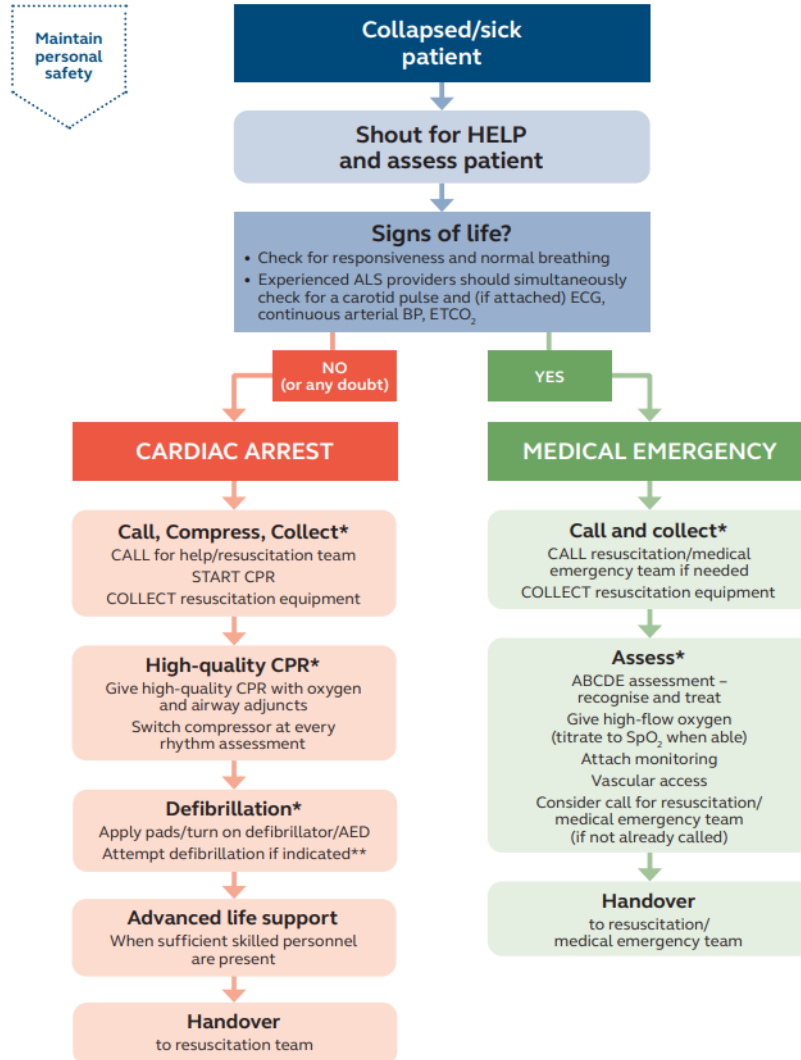 Maintain
personal
safety
Collapsed/sick
patient
Shout for HELP
and assess patient
Signs of life?
• Check for responsiveness and normal breathing
• Experienced ALS providers should simultaneously
check for a carotid pulse and (if attached) ECG,
continuous arterial BP, ETCO₂
NO
(or any doubt)
YES
CARDIAC ARREST
Call, Compress, Collect*
CALL for help/resuscitation team
START CPR
COLLECT resuscitation equipment
High-quality CPR*
Give high-quality CPR with oxygen
and airway adjuncts
Switch compressor at every
rhythm assessment
Defibrillation*
Apply pads/turn on defibrillator/AED
Attempt defibrillation if indicated**
Advanced life support
When sufficient skilled personnel
are present
Handover
to resuscitation team
MEDICAL EMERGENCY
Call and collect*
CALL resuscitation/medical
emergency team if needed
COLLECT resuscitation equipment
Assess*
ABCDE assessment –
recognise and treat
Give high-flow oxygen
(titrate to SpO₂ when able)
Attach monitoring
Vascular access
Consider call for resuscitation/
medical emergency team
(if not already called)
Handover
to resuscitation/
medical emergency team